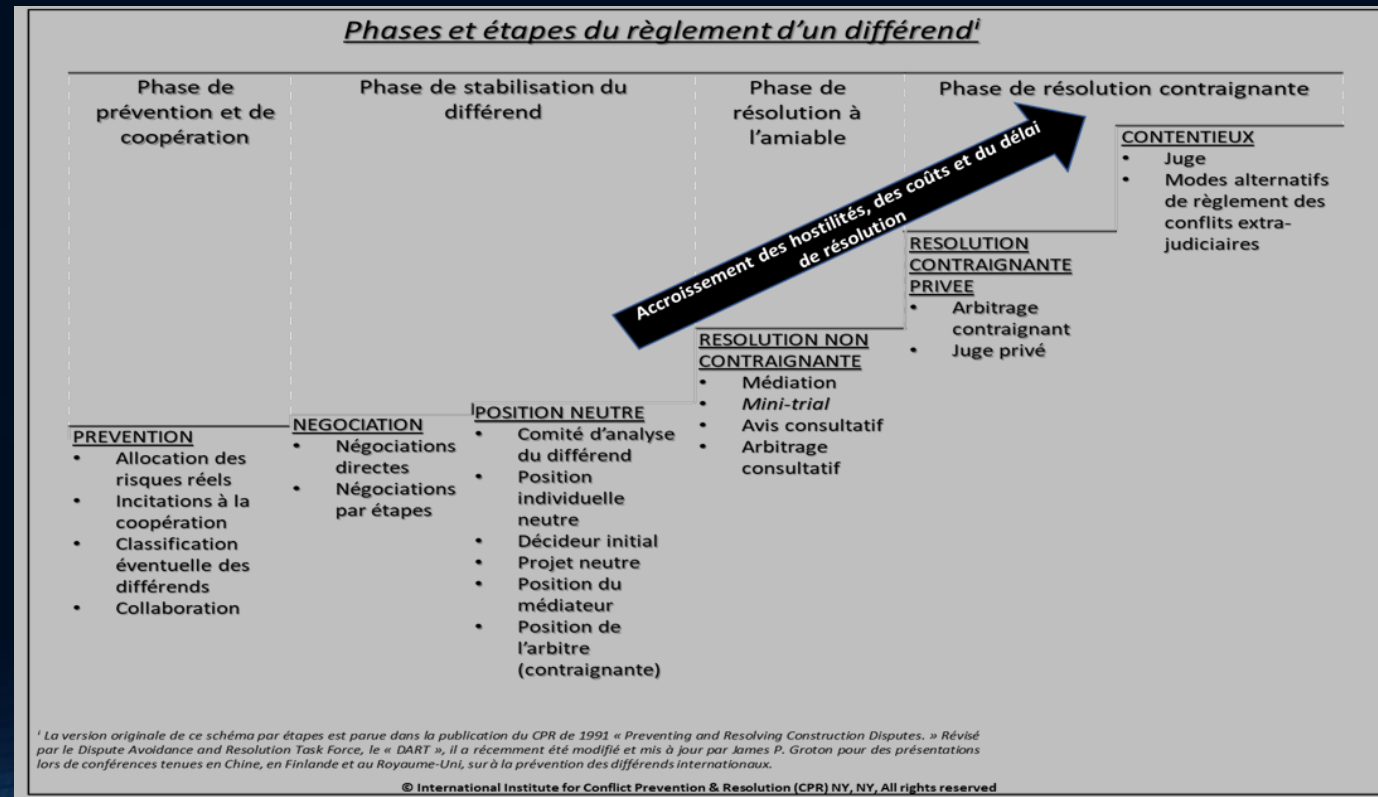 Phases et étapes du règlement d’un différendⁱ
Phase de
prévention et de
coopération
Phase de stabilisation du
différend
Phase de
résolution à
l’amiable
Phase de résolution contraignante
Accroissement des hostilités, des coûts et du délai
de résolution
PREVENTION
• Allocation des
risques réels
• Incitations à la
coopération
• Classification
éventuelle des
différends
• Collaboration
NEGOCIATION
• Négociations
directes
• Négociations
par étapes
POSITION NEUTRE
• Comité d’analyse
du différend
• Position
individuelle
neutre
• Décideur initial
• Projet neutre
• Position du
médiateur
• Position de
l’arbitre
(contraignante)
RESOLUTION NON
CONTRAIGNANTE
• Médiation
• Mini-trial
• Avis consultatif
• Arbitrage
consultatif
RESOLUTION
CONTRAIGNANTE
PRIVEE
• Arbitrage
contraignant
• Juge privé
CONTENTIEUX
• Juge
• Modes alternatifs
de règlement des
conflits extra-
judiciaires
ⁱ La version originale de ce schéma par étapes est parue dans la publication du CPR de 1991 « Preventing and Resolving Construction Disputes. » Révisé
par le Dispute Avoidance and Resolution Task Force, le « DART », il a récemment été modifié et mis à jour par James P. Groton pour des présentations
lors de conférences tenues en Chine, en Finlande et au Royaume-Uni, sur à la prévention des différends internationaux.
© International Institute for Conflict Prevention & Resolution (CPR) NY, NY, All rights reserved